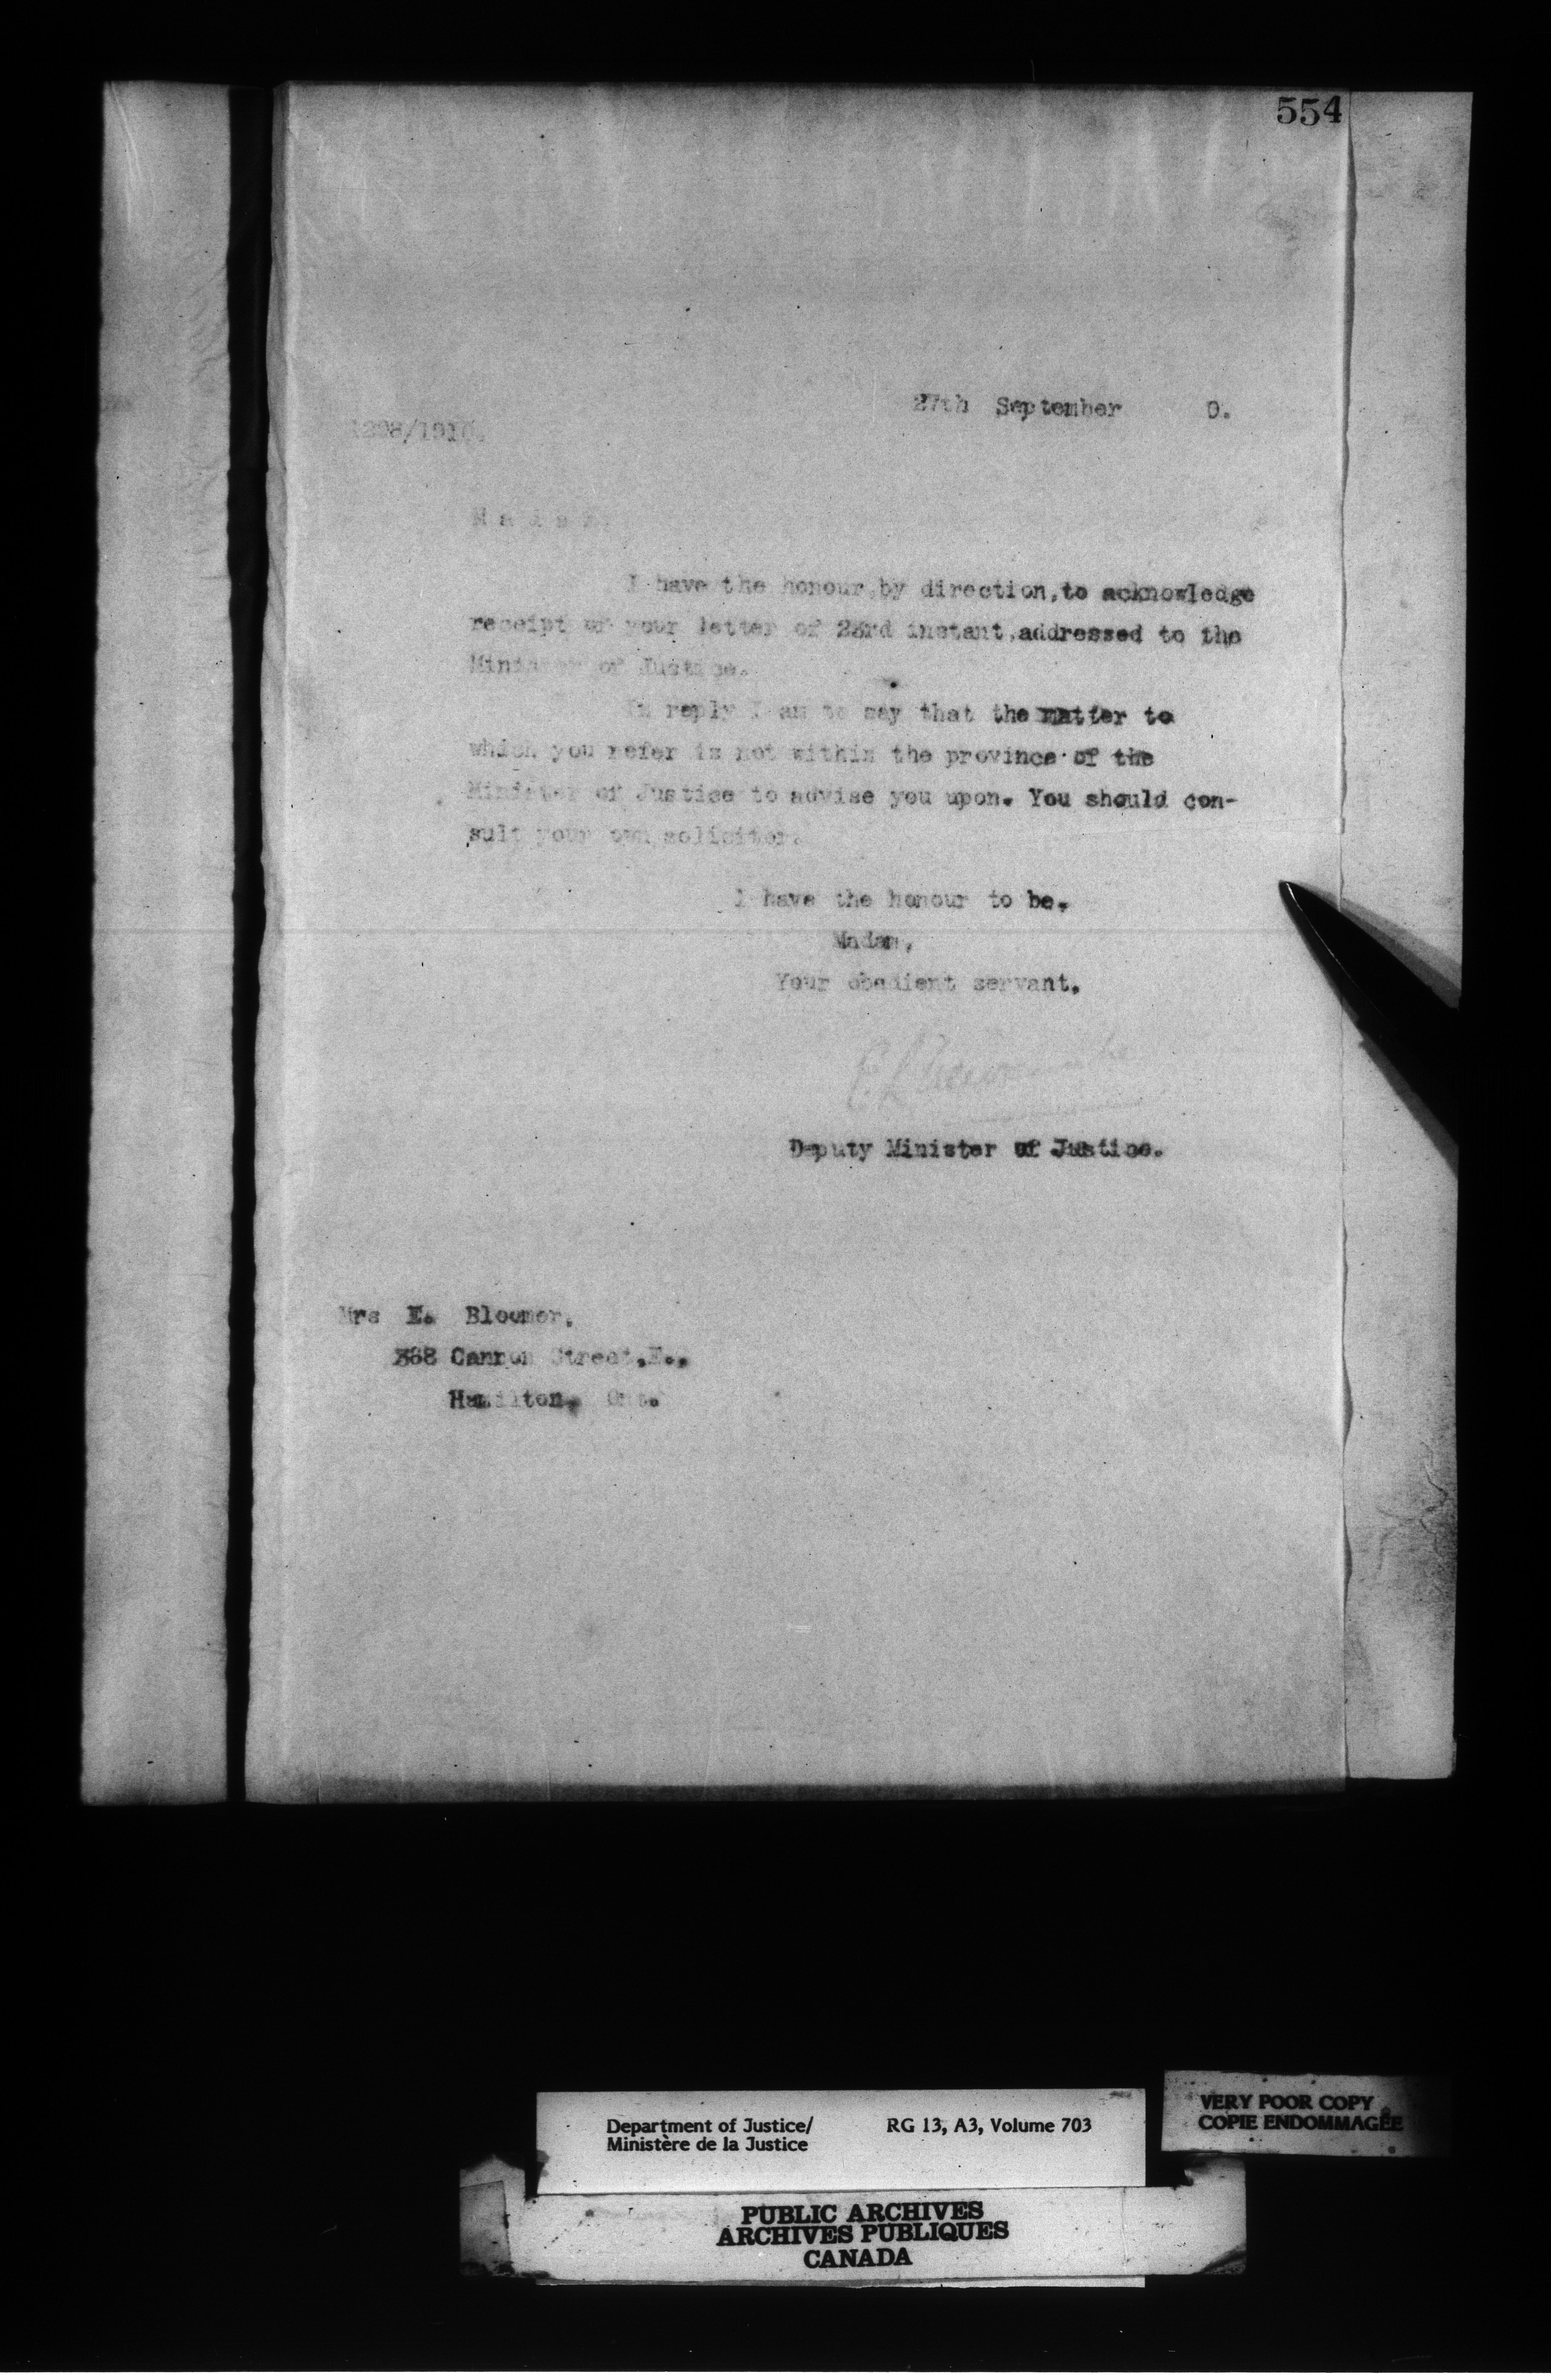 554
27th September 0.
1298/1910.
Madam,
I have the honour, by direction, to acknowledge
receipt of your letter of 23rd instant, addressed to the
Minister of Justice.
In reply I am to say that the matter to
which you refer is not within the province of the
Minister of Justice to advise you upon. You should con-
sult your own solicitor.
I have the honour to be,
Madam,
Your obedient servant,
Deputy Minister of Justice.
Mrs E. Bloomer,
368 Cannon Street, E.,
Hamilton, Ont.
Department of Justice/ RG 13, A3, Volume 703
Ministère de la Justice
VERY POOR COPY
COPIE ENDOMMAGÉE
PUBLIC ARCHIVES
ARCHIVES PUBLIQUES
CANADA